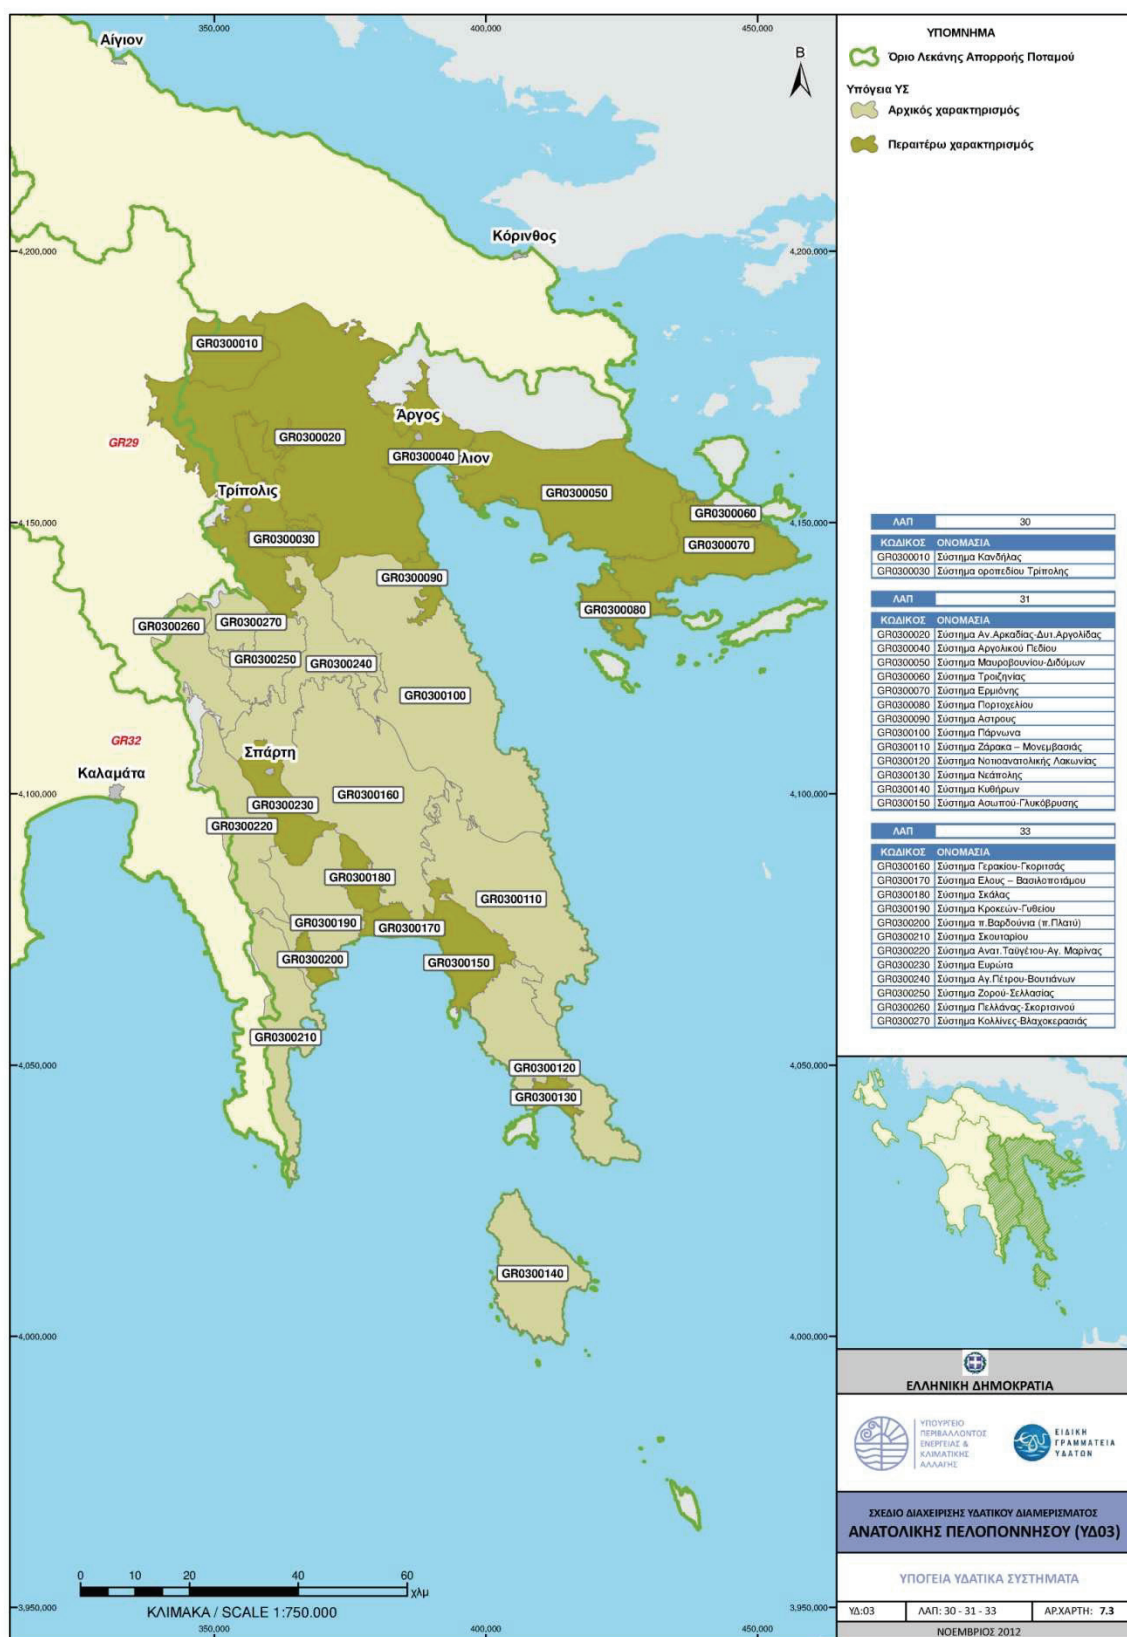 350,000
400,000
450,000
Αίγιον
Β
4,200,000
4,200,000
Κόρινθος
GR0300010
Άργος
GR29
GR0300020
GR0300040
λιον
Τρίπολις
GR0300050
GR0300060
4,150,000
4,150,000
GR0300030
GR0300070
GR0300090
GR0300080
GR0300260
GR0300270
GR0300250
GR0300240
GR0300100
GR32
Σπάρτη
Καλαμάτα
4,100,000
4,100,000
GR0300160
GR0300230
GR0300220
GR0300180
GR0300110
GR0300190
GR0300170
GR0300200
GR0300150
GR0300210
4,050,000
4,050,000
GR0300120
GR0300130
GR0300140
4,000,000
4,000,000
0 10 20 40 60
χλμ
ΚΛΙΜΑΚΑ / SCALE 1:750.000
3,950,000
3,950,000
350,000
400,000
450,000
ΥΠΟΜΝΗΜΑ
Όριο Λεκάνης Απορροής Ποταμού
Υπόγεια ΥΣ
Αρχικός χαρακτηρισμός
Περαιτέρω χαρακτηρισμός
ΛΑΠ 30
ΚΩΔΙΚΟΣ ΟΝΟΜΑΣΙΑ
GR0300010 Σύστημα Κανδήλας
GR0300030 Σύστημα οροπεδίου Τρίπολης
ΛΑΠ 31
ΚΩΔΙΚΟΣ ΟΝΟΜΑΣΙΑ
GR0300020 Σύστημα Αν.Αρκαδίας-Δυτ.Αργολίδας
GR0300040 Σύστημα Αργολικού Πεδίου
GR0300050 Σύστημα Μαυροβουνίου-Διδύμων
GR0300060 Σύστημα Τροιζηνίας
GR0300070 Σύστημα Ερμιόνης
GR0300080 Σύστημα Πορτοχελίου
GR0300090 Σύστημα Αστρους
GR0300100 Σύστημα Πάρνωνα
GR0300110 Σύστημα Ζάρακα – Μονεμβασιάς
GR0300120 Σύστημα Νοτιοανατολικής Λακωνίας
GR0300130 Σύστημα Νεάπολης
GR0300140 Σύστημα Κυθήρων
GR0300150 Σύστημα Ασωπού-Γλυκόβρυσης
ΛΑΠ 33
ΚΩΔΙΚΟΣ ΟΝΟΜΑΣΙΑ
GR0300160 Σύστημα Γερακίου-Γκοριτσάς
GR0300170 Σύστημα Ελους – Βασιλοποτάμου
GR0300180 Σύστημα Σκάλας
GR0300190 Σύστημα Κροκεών-Γυθείου
GR0300200 Σύστημα π.Βαρδούνια (π.Πλατύ)
GR0300210 Σύστημα Σκουταρίου
GR0300220 Σύστημα Ανατ.Ταϋγέτου-Αγ. Μαρίνας
GR0300230 Σύστημα Ευρώτα
GR0300240 Σύστημα Αγ.Πέτρου-Βουτιάνων
GR0300250 Σύστημα Ζορού-Σελλασίας
GR0300260 Σύστημα Πελλάνας-Σκορτσινού
GR0300270 Σύστημα Κολλίνες-Βλαχοκερασιάς
ΕΛΛΗΝΙΚΗ ΔΗΜΟΚΡΑΤΙΑ
ΥΠΟΥΡΓΕΙΟ
ΠΕΡΙΒΑΛΛΟΝΤΟΣ
ΕΝΕΡΓΕΙΑΣ &
ΚΛΙΜΑΤΙΚΗΣ
ΑΛΛΑΓΗΣ
ΕΙΔΙΚΗ
ΓΡΑΜΜΑΤΕΙΑ
ΥΔΑΤΩΝ
ΣΧΕΔΙΟ ΔΙΑΧΕΙΡΙΣΗΣ ΥΔΑΤΙΚΟΥ ΔΙΑΜΕΡΙΣΜΑΤΟΣ
ΑΝΑΤΟΛΙΚΗΣ ΠΕΛΟΠΟΝΝΗΣΟΥ (ΥΔ03)
ΥΠΟΓΕΙΑ ΥΔΑΤΙΚΑ ΣΥΣΤΗΜΑΤΑ
ΥΔ:03 ΛΑΠ: 30 - 31 - 33 ΑΡ.ΧΑΡΤΗ: 7.3
ΝΟΕΜΒΡΙΟΣ 2012